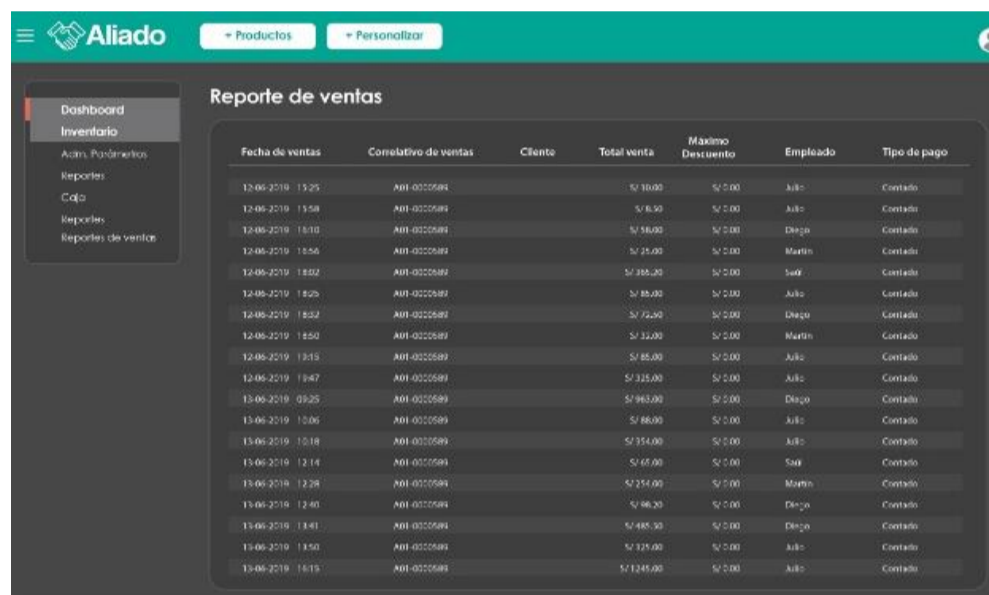 Aliado
+ Productos
+ Personalizar
Dashboard
Inventario
Adm. Parámetros
Reportes
Caja
Reportes
Reportes de ventas
Reporte de ventas
Fecha de ventas Correlativo de ventas Cliente Total venta Máximo Descuento Empleado Tipo de pago
12-06-2019 15:25 A01-0000589 S/ 10.00 S/ 0.00 Julio Contado
12-06-2019 15:58 A01-0000589 S/ 8.50 S/ 0.00 Julio Contado
12-06-2019 16:10 A01-0000589 S/ 58.00 S/ 0.00 Diego Contado
12-06-2019 16:56 A01-0000589 S/ 25.00 S/ 0.00 Martín Contado
12-06-2019 18:02 A01-0000589 S/ 365.20 S/ 0.00 Saúl Contado
12-06-2019 18:25 A01-0000589 S/ 85.00 S/ 0.00 Julio Contado
12-06-2019 18:32 A01-0000589 S/ 72.50 S/ 0.00 Diego Contado
12-06-2019 18:50 A01-0000589 S/ 32.00 S/ 0.00 Martín Contado
12-06-2019 19:15 A01-0000589 S/ 85.00 S/ 0.00 Julio Contado
12-06-2019 19:47 A01-0000589 S/ 325.00 S/ 0.00 Julio Contado
13-06-2019 09:25 A01-0000589 S/ 963.00 S/ 0.00 Diego Contado
13-06-2019 10:06 A01-0000589 S/ 88.00 S/ 0.00 Julio Contado
13-06-2019 10:18 A01-0000589 S/ 354.00 S/ 0.00 Julio Contado
13-06-2019 12:14 A01-0000589 S/ 65.00 S/ 0.00 Saúl Contado
13-06-2019 12:28 A01-0000589 S/ 254.00 S/ 0.00 Martín Contado
13-06-2019 12:40 A01-0000589 S/ 98.20 S/ 0.00 Diego Contado
13-06-2019 13:41 A01-0000589 S/ 485.30 S/ 0.00 Diego Contado
13-06-2019 13:50 A01-0000589 S/ 125.00 S/ 0.00 Julio Contado
13-06-2019 16:15 A01-0000589 S/ 1245.00 S/ 0.00 Julio Contado